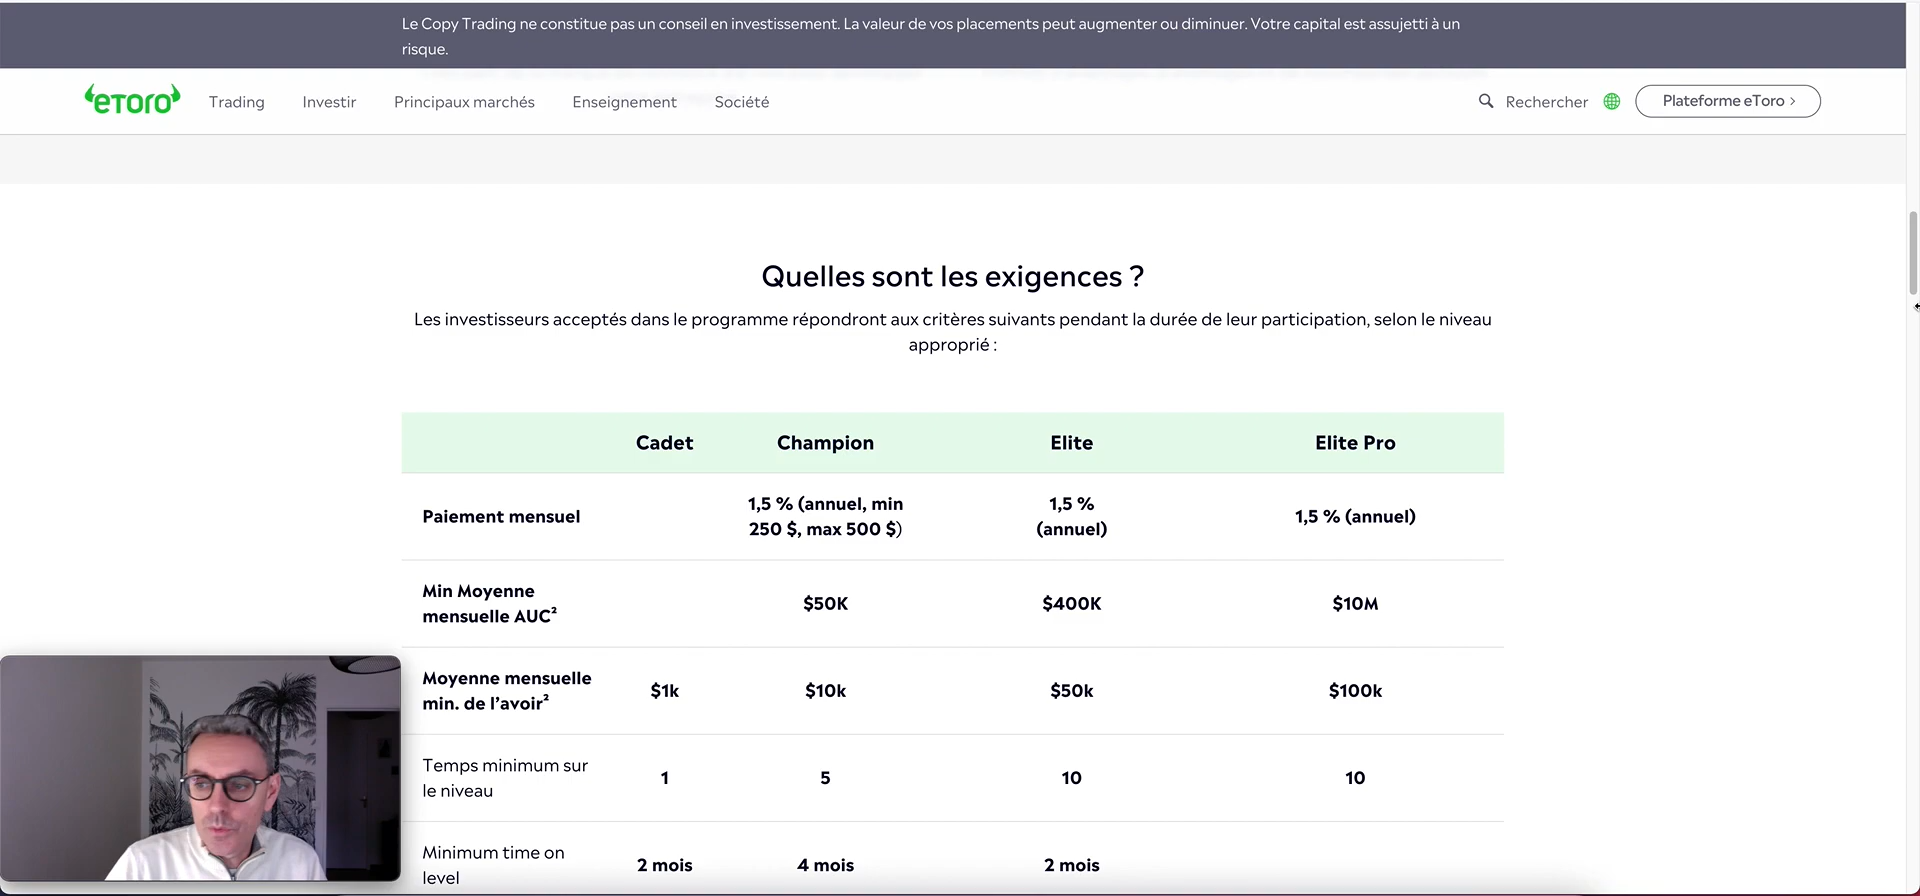 Le Copy Trading ne constitue pas un conseil en investissement. La valeur de vos placements peut augmenter ou diminuer. Votre capital est assujetti à un
risque.
eToro
Trading
Investir
Principaux marchés
Enseignement
Société
Rechercher
Plateforme eToro >
Quelles sont les exigences ?
Les investisseurs acceptés dans le programme répondront aux critères suivants pendant la durée de leur participation, selon le niveau
approprié :
Cadet Champion Elite Elite Pro
Paiement mensuel
1,5 % (annuel, min
250 $, max 500 $)
1,5 %
(annuel)
1,5 % (annuel)
Min Moyenne
mensuelle AUC²
$50K $400K $10M
Moyenne mensuelle
min. de l'avoir²
$1k $10k $50k $100k
Temps minimum sur
le niveau
1 5 10 10
Minimum time on
level
2 mois 4 mois 2 mois